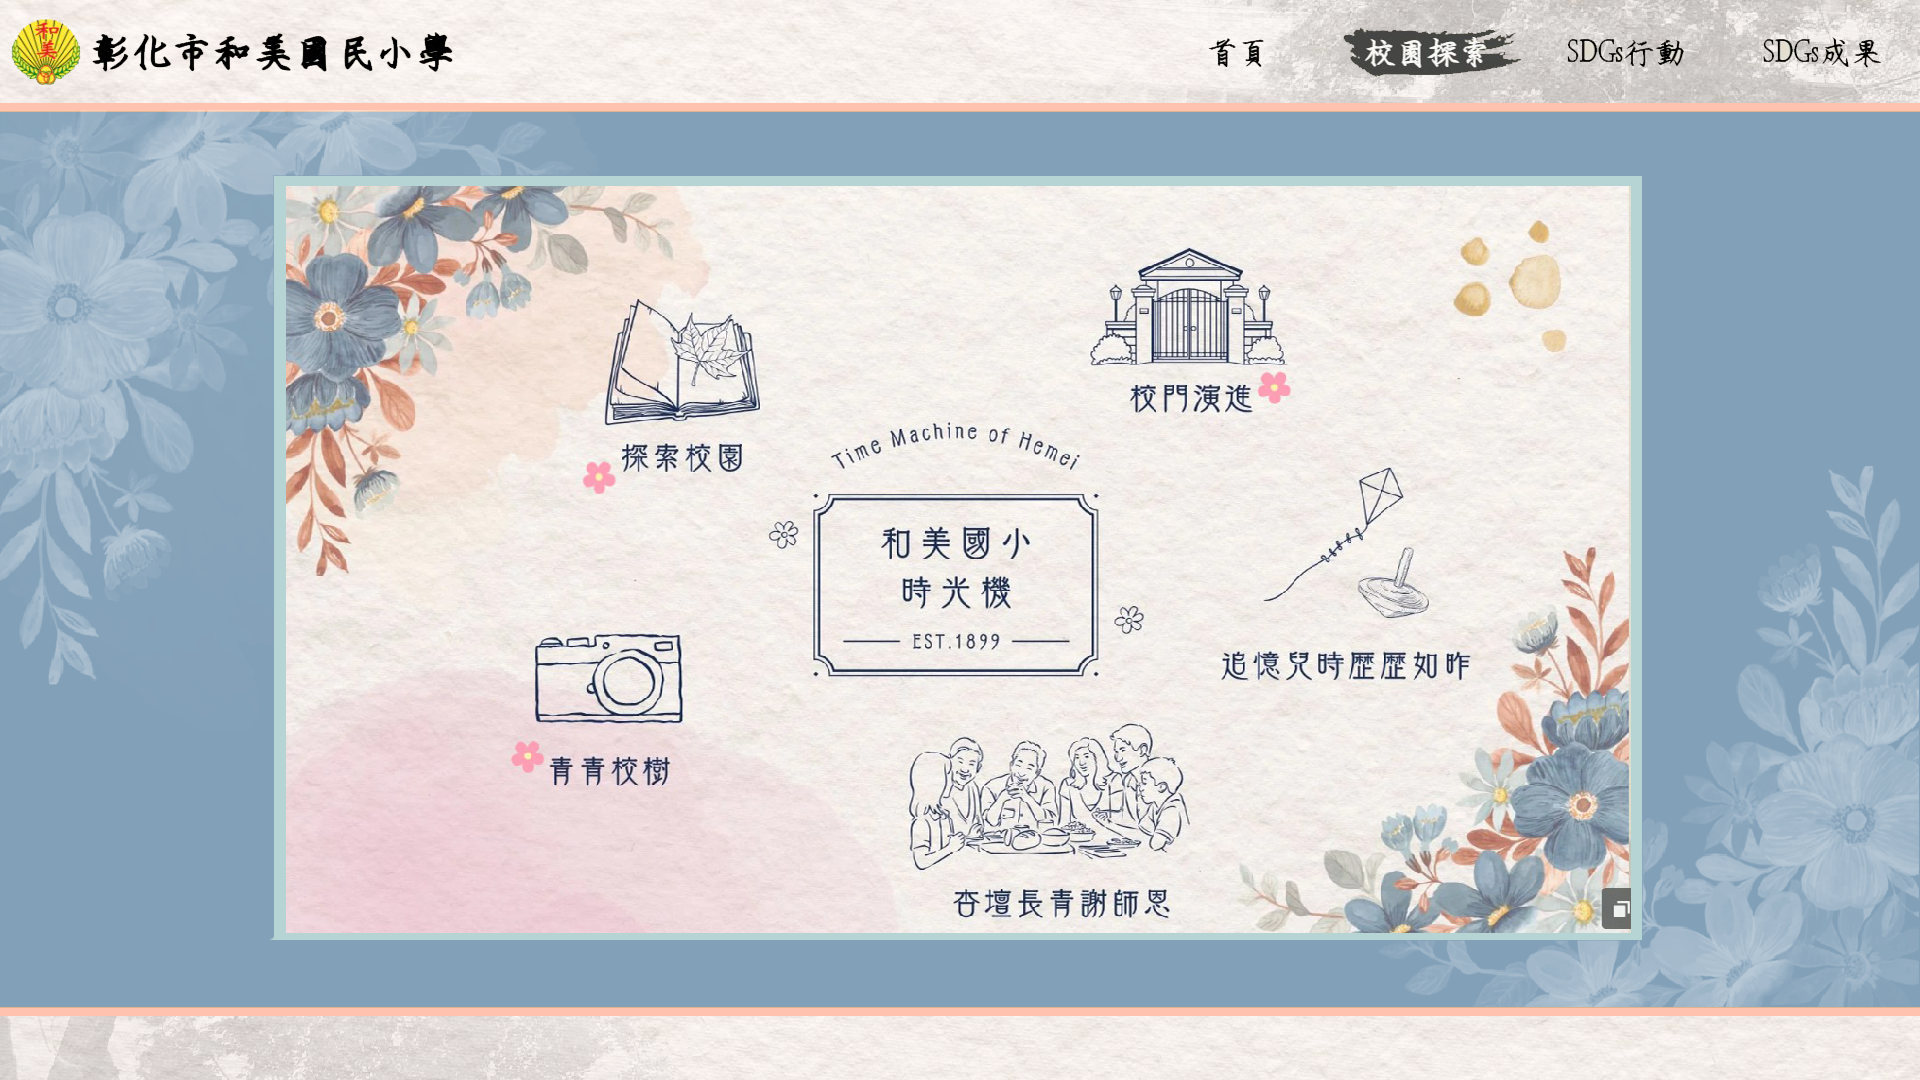 和美
彰化市和美國民小學
首頁
校園探索
SDGs行動
SDGs成果
校門演進
探索校園
Time Machine of Hemei
和美國小
時光機
EST.1899
追憶兒時歷歷如昨
青青校樹
杏壇長青謝師恩